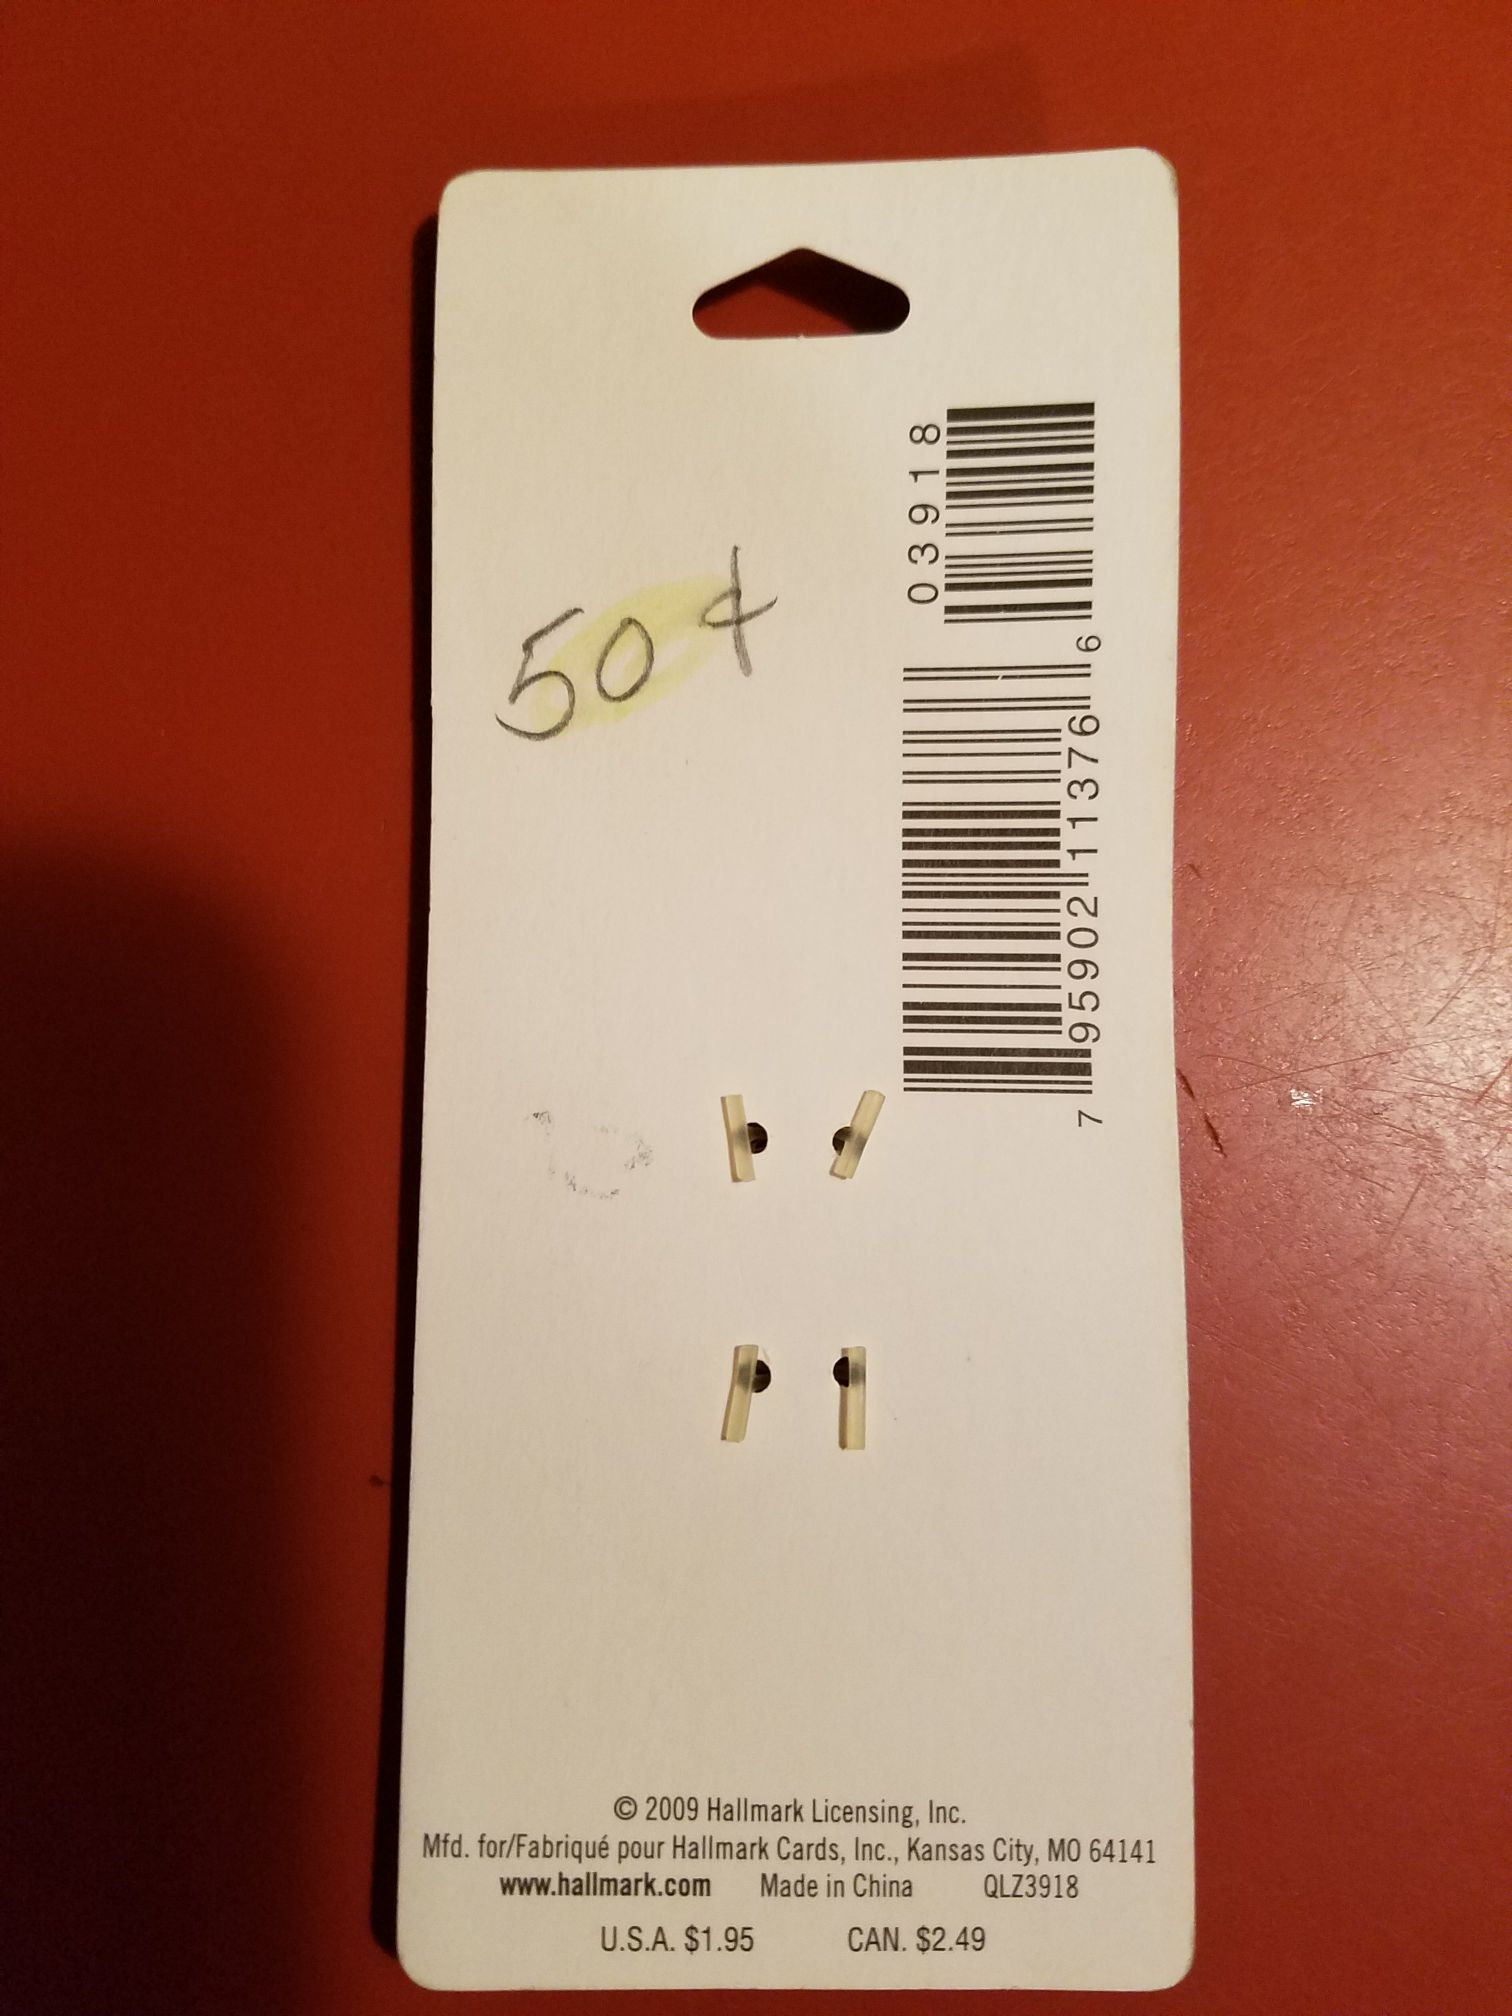 50¢
03918
7 95902 11376 6
© 2009 Hallmark Licensing, Inc.
Mfd. for/Fabriqué pour Hallmark Cards, Inc., Kansas City, MO 64141
www.hallmark.com Made in China QLZ3918
U.S.A. $1.95 CAN. $2.49